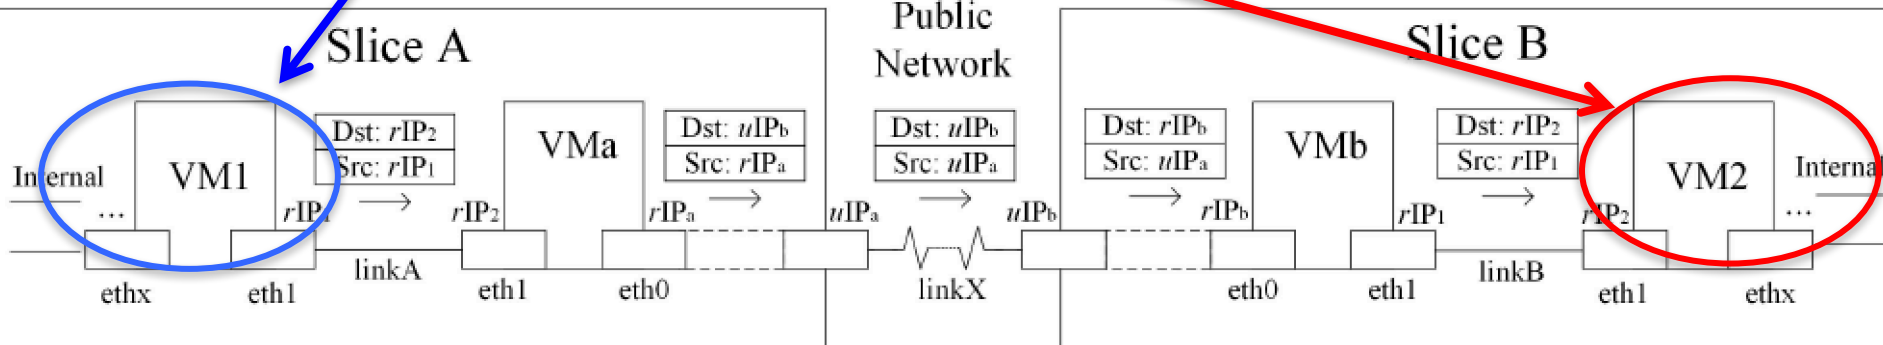 Slice A
Public
Network
Slice B
Internal
...
VM1
rIP1
ethx
eth1
Dst: rIP2
Src: rIP1
linkA
rIP2
VMa
rIPa
eth1
eth0
Dst: uIPb
Src: rIPa
uIPa
Dst: uIPb
Src: uIPa
linkX
uIPb
Dst: rIPb
Src: uIPa
rIPb
VMb
rIP1
eth0
eth1
Dst: rIP2
Src: rIP1
linkB
rIP2
VM2
...
Internal
eth1
ethx